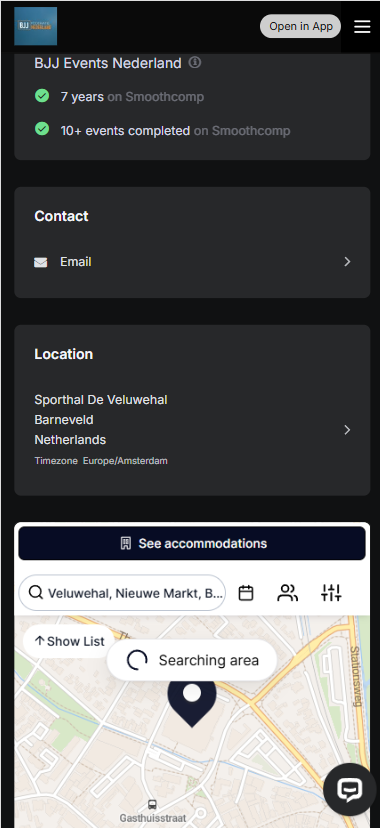 BJJ
Open in App
BJJ Events Nederland
7 years on Smoothcomp
10+ events completed on Smoothcomp
Contact
Email
Location
Sporthal De Veluwehal
Barneveld
Netherlands
Timezone Europe/Amsterdam
See accommodations
Veluwehal, Nieuwe Markt, B...
Show List
Searching area
Stationsweg
Gasthuisstraat